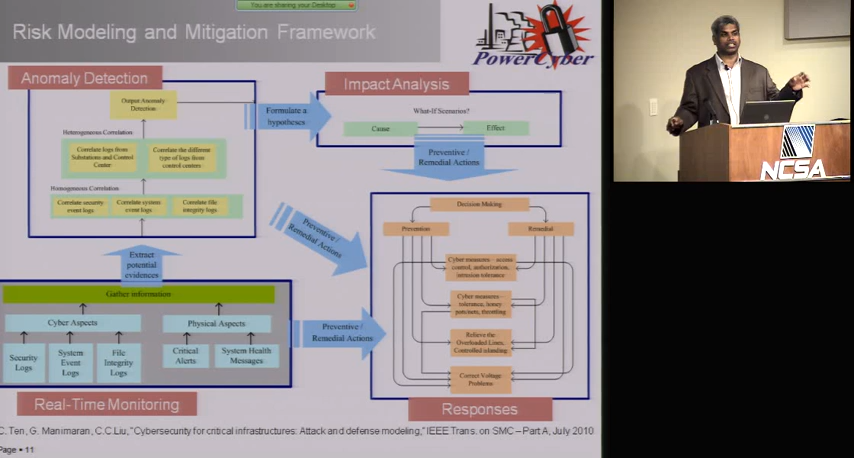 You are sharing your Desktop
Risk Modeling and Mitigation Framework
PowerCyber
Anomaly Detection
Output Anomaly
Detection
Heterogeneous Correlation
Correlate logs from
Substations and Control
Center
Correlate the different
type of logs from
control centers
Homogeneous Correlation
Correlate security
event logs
Correlate system
event logs
Correlate file
integrity logs
Formulate a
hypotheses
Impact Analysis
What-If Scenarios?
Cause
Effect
Preventive /
Remedial Actions
Preventive /
Remedial Actions
Extract
potential
evidences
Gather information
Cyber Aspects
Physical Aspects
Security
Logs
System
Event
Logs
File
Integrity
Logs
Critical
Alerts
System Health
Messages
Real-Time Monitoring
Preventive /
Remedial Actions
Decision Making
Prevention
Remedial
Cyber measures – access
control, authorization,
intrusion tolerance
Cyber measures –
tolerance, honey
pots/nets, throttling
Relieve the
Overloaded Lines,
Controlled islanding
Correct Voltage
Problems
Responses
C. Ten, G. Manimaran, C.C.Liu, "Cybersecurity for critical infrastructures: Attack and defense modeling," IEEE Trans. on SMC – Part A, July 2010
Page • 11
NCSA